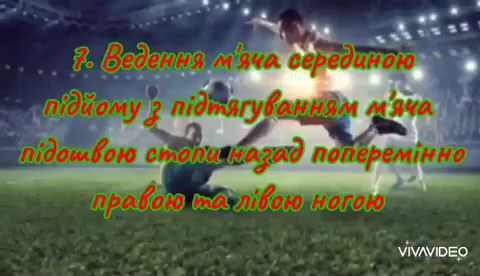 7. Ведення м'яча серединою
підйому з підтягуванням м'яча
підошвою стопи назад поперемінно
правою та лівою ногою
VIVAVIDEO